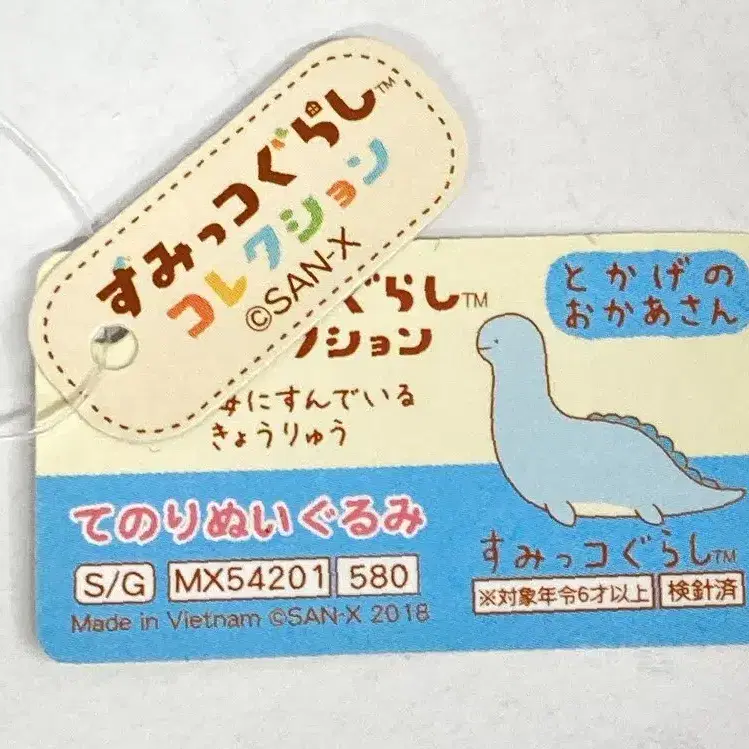 すみっコぐらし™
コレクション
©SAN-X
ぐらし™
ション
とかげの
おかあさん
にすんでいる
きょうりゅう
てのりぬいぐるみ
すみっコぐらし™
S/G MX54201 580
※対象年令6才以上 検針済
Made in Vietnam ©SAN-X 2018